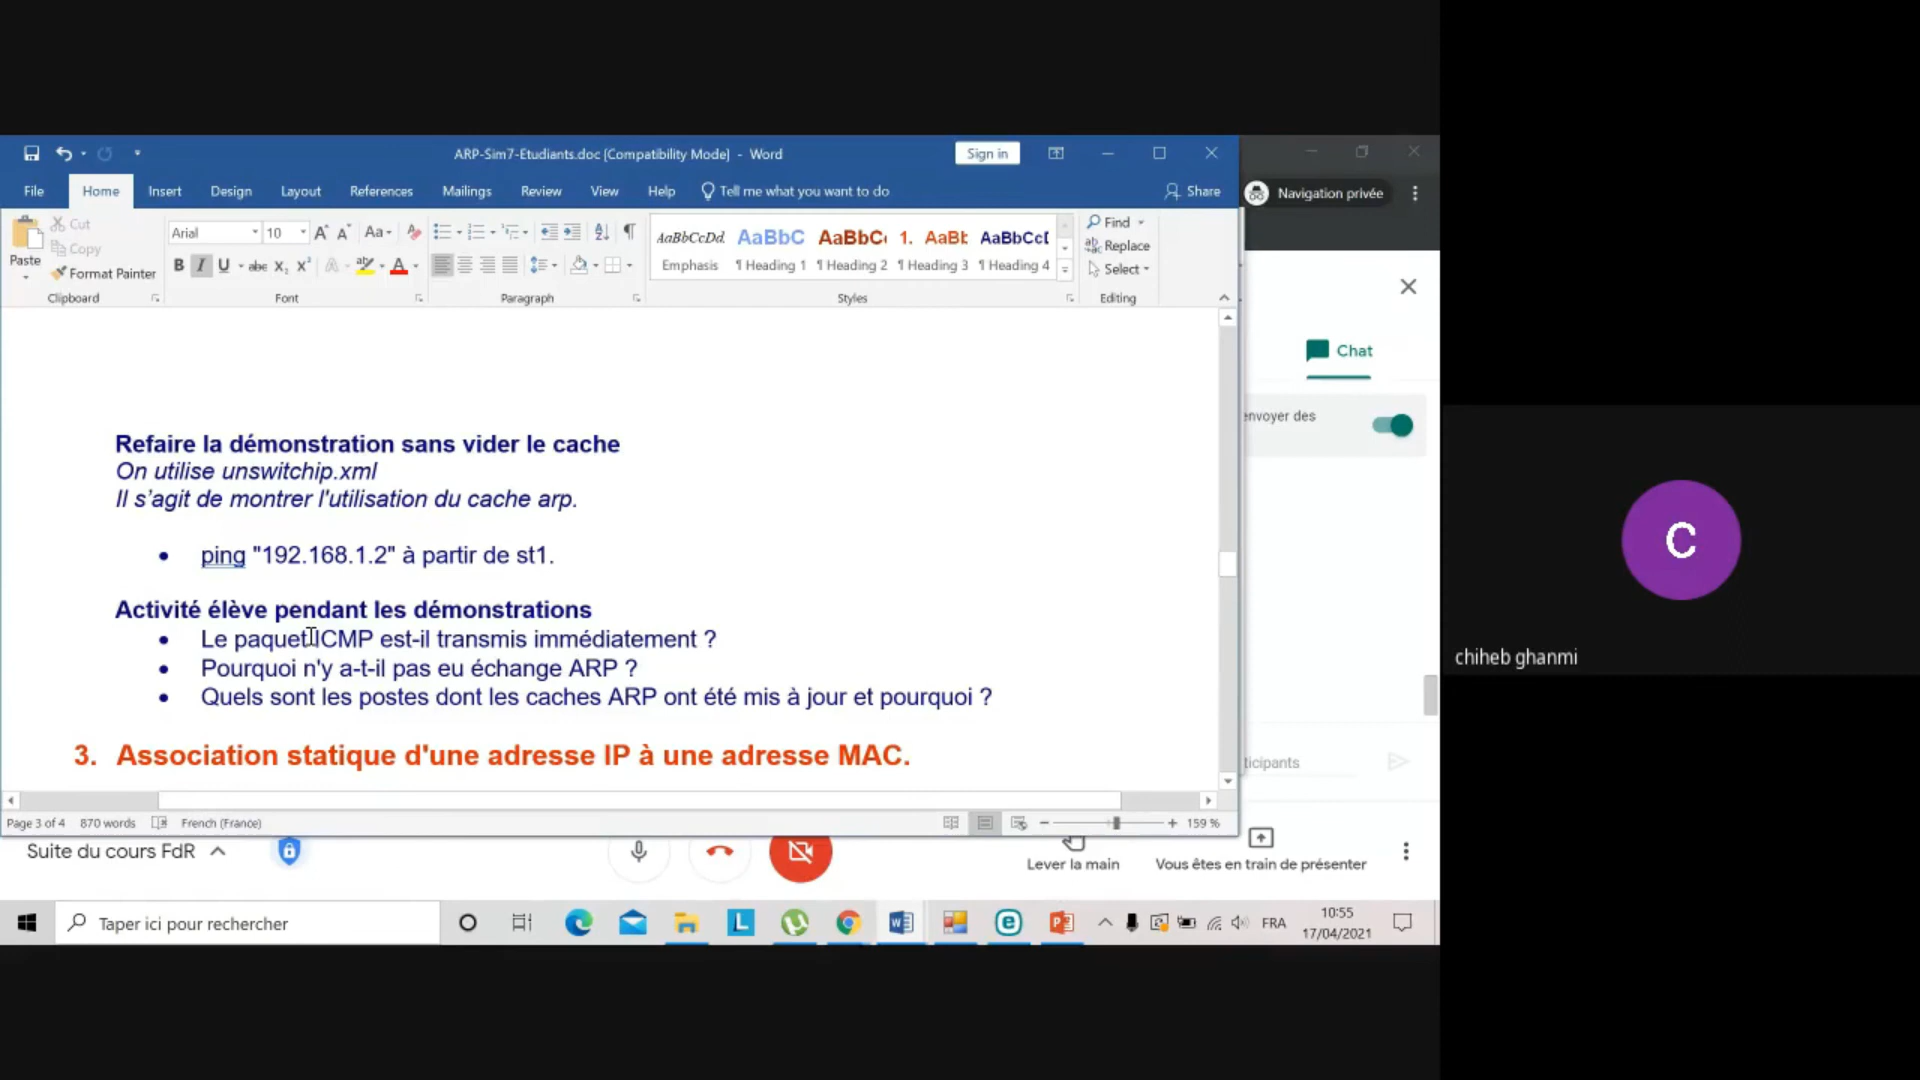 ARP-Sim7-Etudiants.doc [Compatibility Mode] - Word
Sign in
File Home Insert Design Layout References Mailings Review View Help Tell me what you want to do Share
Navigation privée
Paste
Cut
Copy
Format Painter
Clipboard
Arial 10
Font
Paragraph
AaBbCcDd. AaBbC AaBbC 1. AaBb AaBbCc
Emphasis ¶ Heading 1 ¶ Heading 2 ¶ Heading 3 ¶ Heading 4
Styles
Find
Replace
Select
Editing
Chat
envoyer des
Refaire la démonstration sans vider le cache
On utilise unswitchip.xml
Il s'agit de montrer l'utilisation du cache arp.
• ping "192.168.1.2" à partir de st1.
Activité élève pendant les démonstrations
• Le paquet ICMP est-il transmis immédiatement ?
• Pourquoi n'y a-t-il pas eu échange ARP ?
• Quels sont les postes dont les caches ARP ont été mis à jour et pourquoi ?
3. Association statique d'une adresse IP à une adresse MAC.
ticipants
Page 3 of 4 870 words French (France) 159 %
Suite du cours FdR
Lever la main
Vous êtes en train de présenter
Taper ici pour rechercher
FRA
10:55
17/04/2021
C
chiheb ghanmi